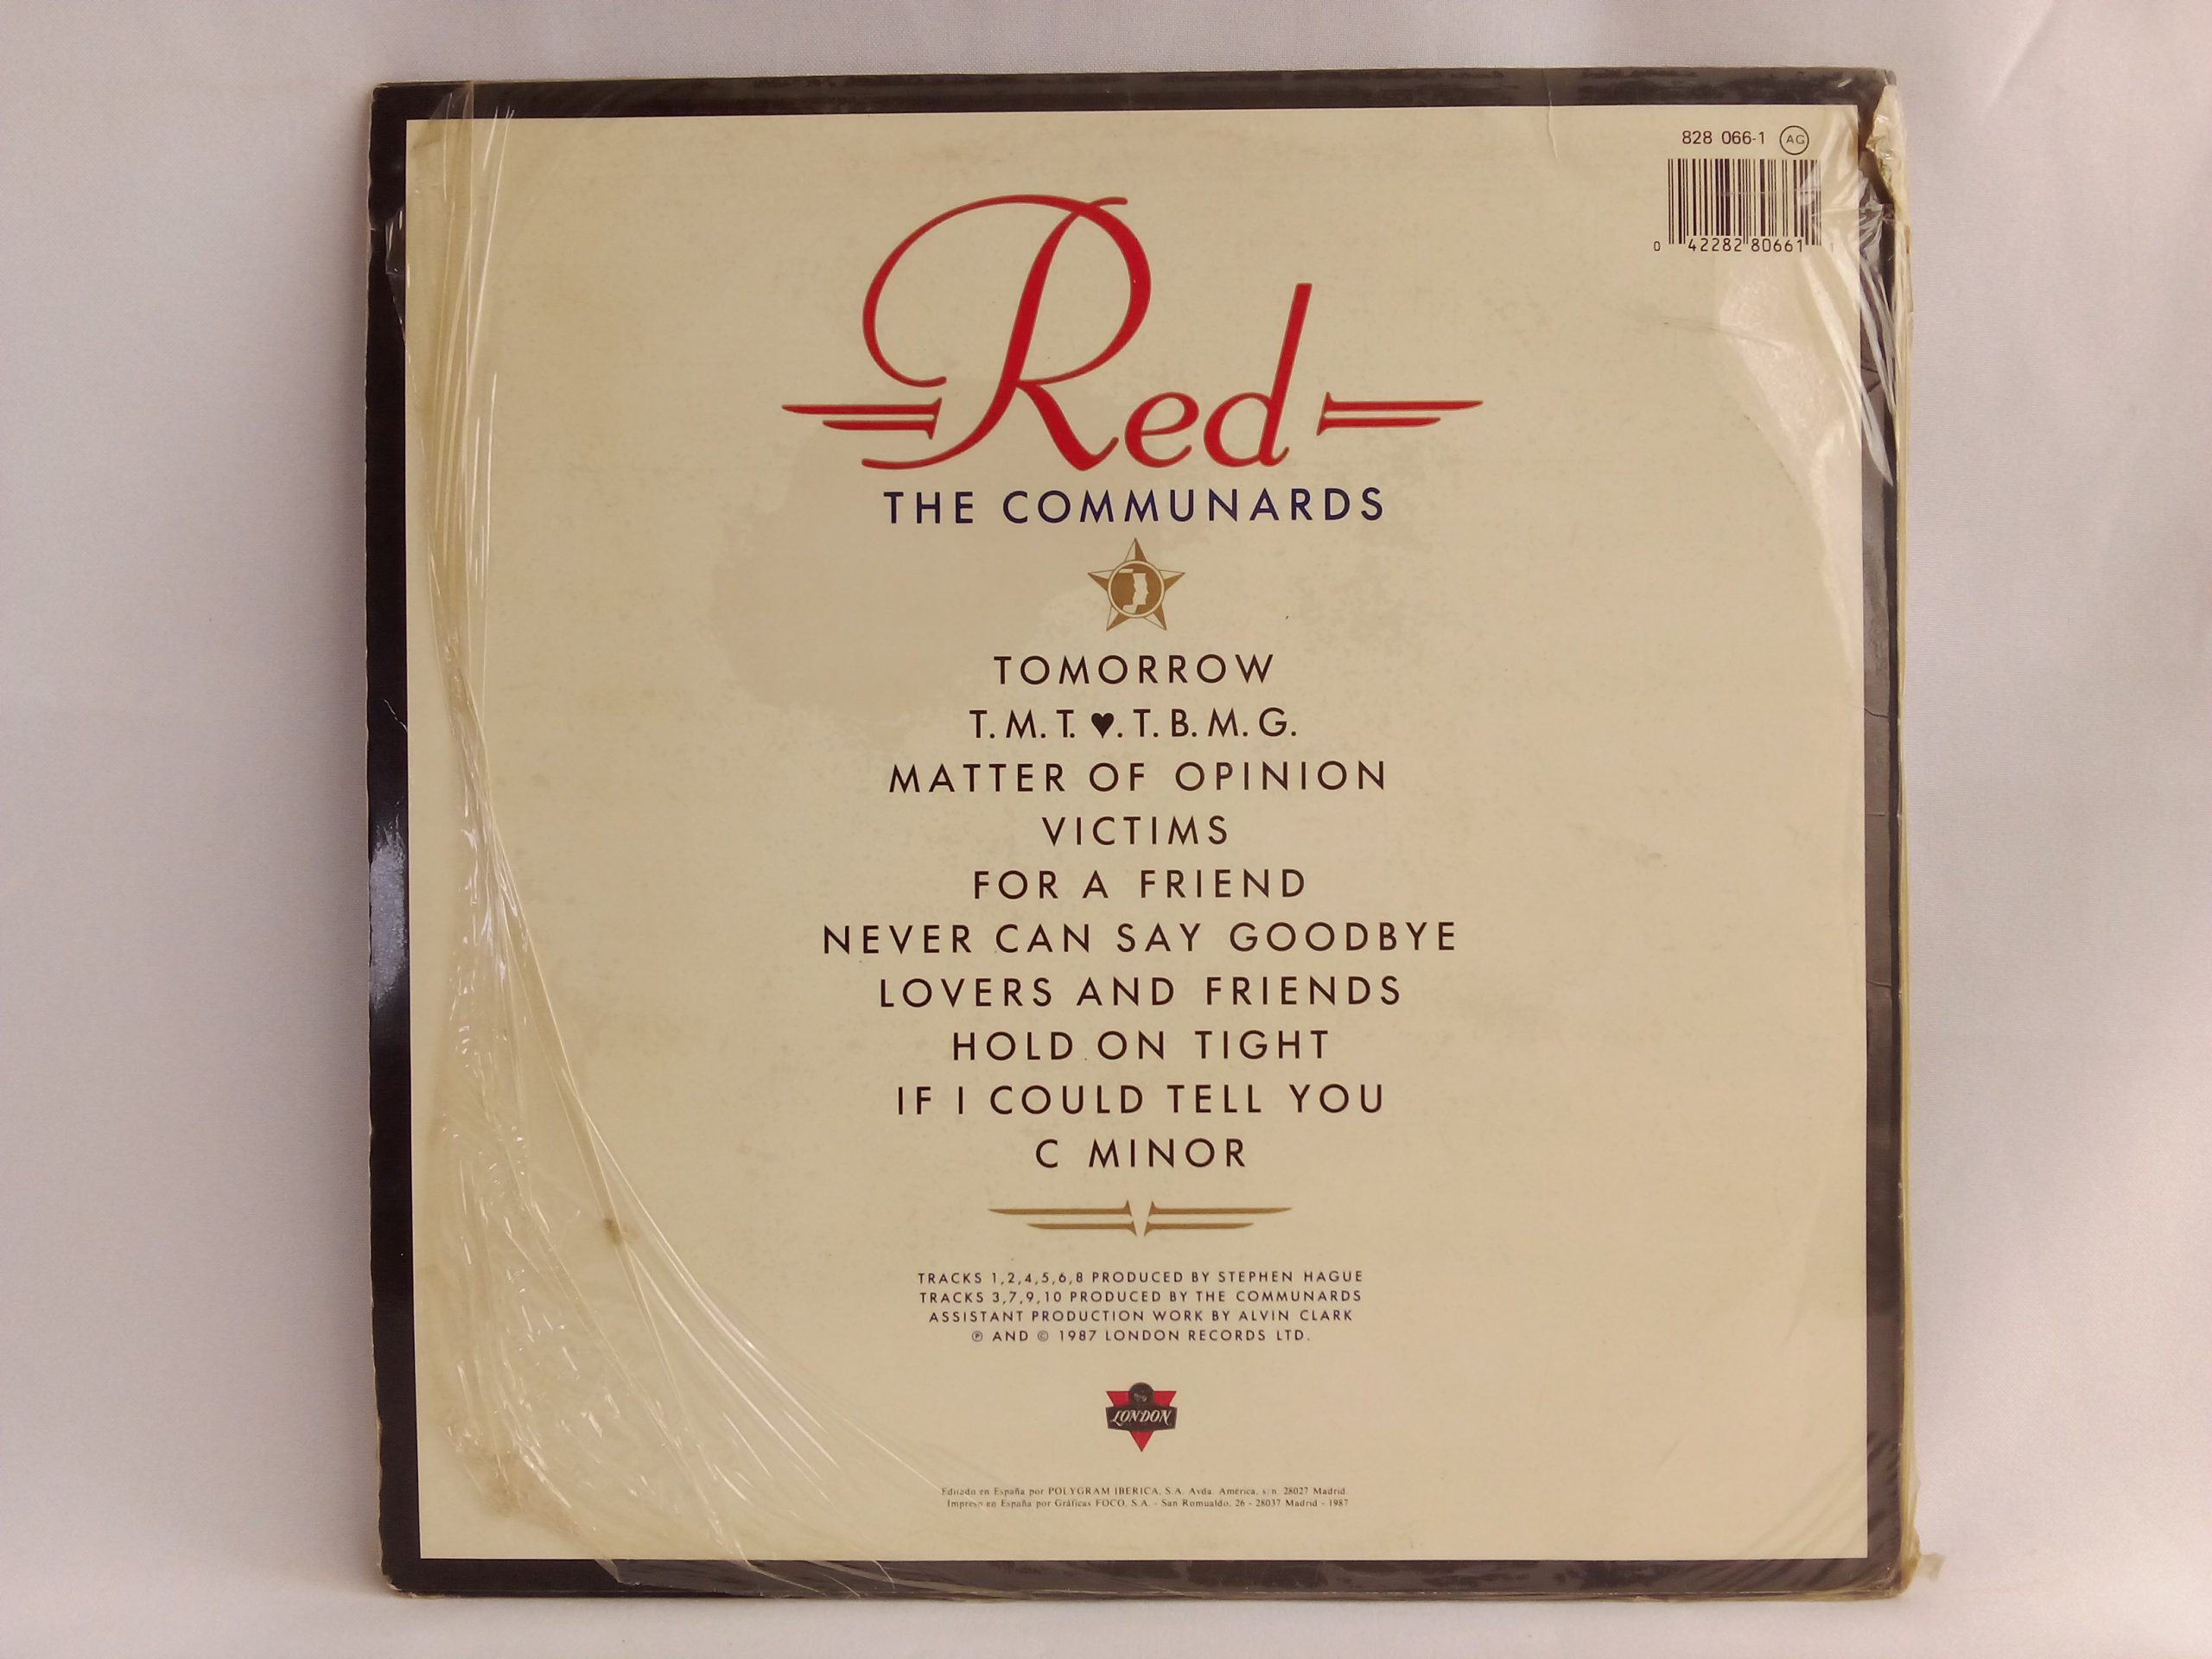 828 066-1 AG
0 42282 80661 1
Red
THE COMMUNARDS
TOMORROW
T. M. T. ♥. T. B. M. G.
MATTER OF OPINION
VICTIMS
FOR A FRIEND
NEVER CAN SAY GOODBYE
LOVERS AND FRIENDS
HOLD ON TIGHT
IF I COULD TELL YOU
C MINOR
TRACKS 1,2,4,5,6,8 PRODUCED BY STEPHEN HAGUE
TRACKS 3,7,9,10 PRODUCED BY THE COMMUNARDS
ASSISTANT PRODUCTION WORK BY ALVIN CLARK
℗ AND © 1987 LONDON RECORDS LTD.
LONDON
Editado en España por POLYGRAM IBERICA, S.A. Avda. América, s/n. 28027 Madrid.
Impreso en España por Gráficas FOCO, S.A. - San Romualdo, 26 - 28037 Madrid - 1987